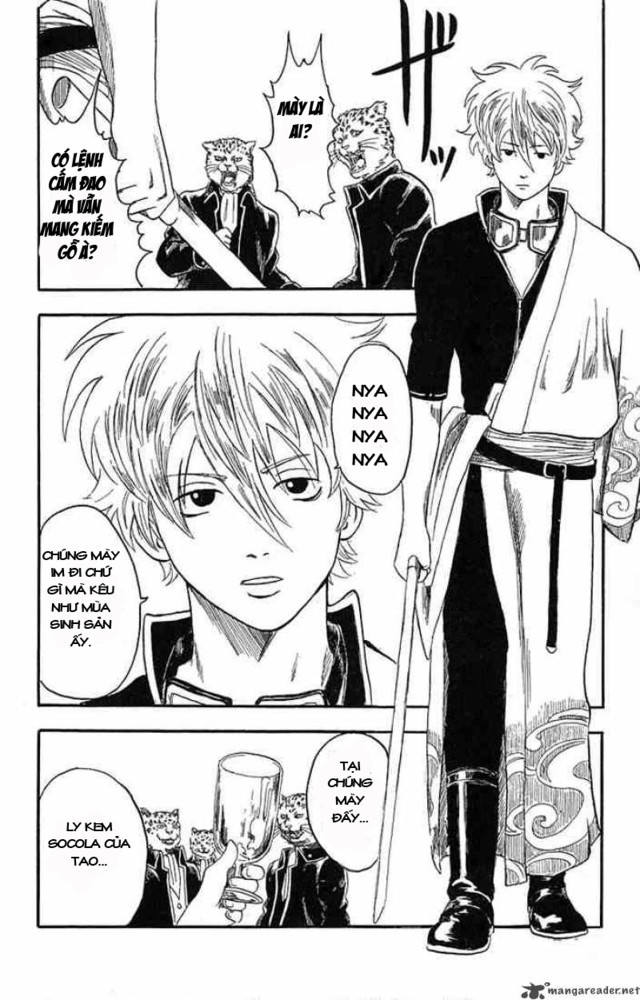 MÀY LÀ
AI?
CÓ LỆNH
CẤM ĐAO
MÀ VẪN
MANG KIẾM
GỖ À?
ザッ
NYA
NYA
NYA
NYA
CHÚNG MÀY
IM ĐI CHỨ
GÌ MÀ KÊU
NHƯ MÙA
SINH SẢN
ẤY.
TẠI
CHÚNG
MÀY
ĐẤY...
LY KEM
SOCOLA CỦA
TAO...
mangareader.net